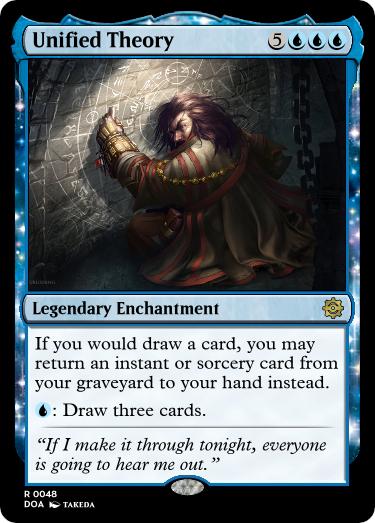 Unified Theory 5
Legendary Enchantment
If you would draw a card, you may
return an instant or sorcery card from
your graveyard to your hand instead.
: Draw three cards.
“If I make it through tonight, everyone
is going to hear me out.”
R 0048
DOA TAKEDA